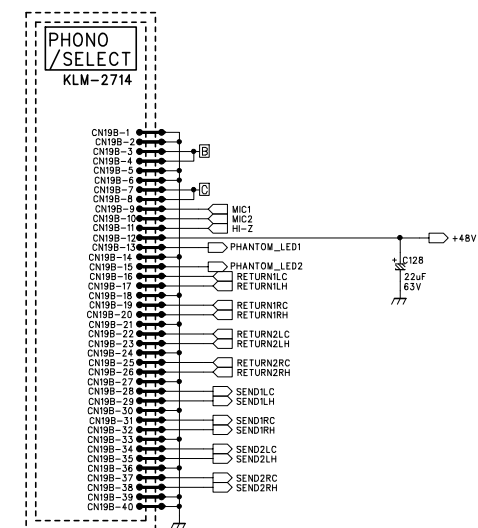 PHONO
/SELECT
KLM-2714
CN19B-1
CN19B-2
CN19B-3
B
CN19B-4
CN19B-5
CN19B-6
CN19B-7
C
CN19B-8
CN19B-9 MIC1
CN19B-10 MIC2
CN19B-11 HI-Z
CN19B-12 +48V
CN19B-13 PHANTOM_LED1
CN19B-14
+ C128
CN19B-15 PHANTOM_LED2
CN19B-16 RETURN1LC
22uF
CN19B-17 RETURN1LH
63V
CN19B-18
CN19B-19 RETURN1RC
CN19B-20 RETURN1RH
CN19B-21
CN19B-22 RETURN2LC
CN19B-23 RETURN2LH
CN19B-24
CN19B-25 RETURN2RC
CN19B-26 RETURN2RH
CN19B-27
CN19B-28 SEND1LC
CN19B-29 SEND1LH
CN19B-30
CN19B-31 SEND1RC
CN19B-32 SEND1RH
CN19B-33
CN19B-34 SEND2LC
CN19B-35 SEND2LH
CN19B-36
CN19B-37 SEND2RC
CN19B-38 SEND2RH
CN19B-39
CN19B-40